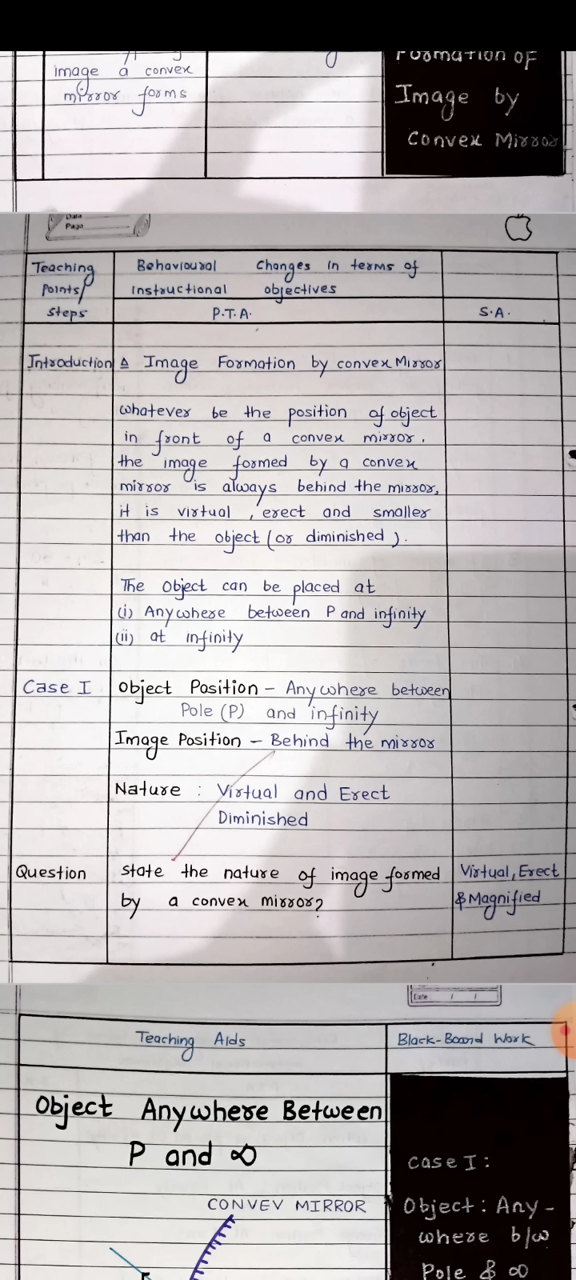 image a convex
mirror forms
Formation of
Image by
Convex Mirror
Date
Page
Teaching
Points/
Steps
Behavioural Changes in terms of
instructional objectives
P.T.A.
S.A.
Introduction
∆ Image Formation by convex Mirror
whatever be the position of object
in front of a convex mirror.
the image formed by a convex
mirror is always behind the mirror,
it is virtual, erect and smaller
than the object (or diminished).
The object can be placed at
(i) Anywhere between P and infinity
(ii) at infinity
Case I
Object Position - Anywhere between
Pole (P) and infinity
Image Position - Behind the mirror
Nature : Virtual and Erect
Diminished
Question
State the nature of image formed
by a convex mirror?
Virtual, Erect
& Magnified
Date / /
Teaching Aids
Black-Board Work
Object Anywhere Between
P and ∞
CONVEV MIRROR
Case I:
Object : Any-
where b/w
Pole & ∞